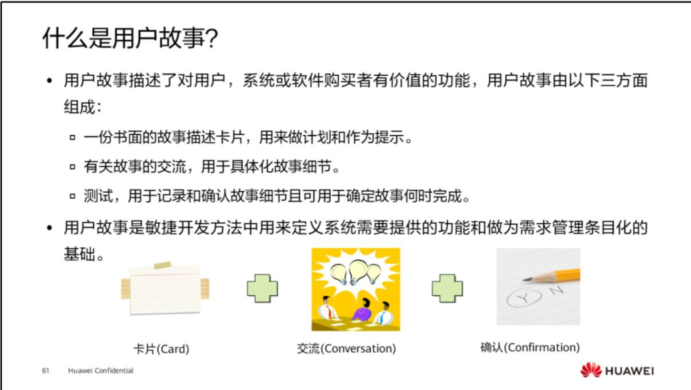 什么是用户故事?
• 用户故事描述了对用户，系统或软件购买者有价值的功能，用户故事由以下三方面
组成：
▫ 一份书面的故事描述卡片，用来做计划和作为提示。
▫ 有关故事的交流，用于具体化故事细节。
▫ 测试，用于记录和确认故事细节且可用于确定故事何时完成。
• 用户故事是敏捷开发方法中用来定义系统需要提供的功能和做为需求管理条目化的
基础。
Y N
卡片(Card)
交流(Conversation)
确认(Confirmation)
61 Huawei Confidential
HUAWEI